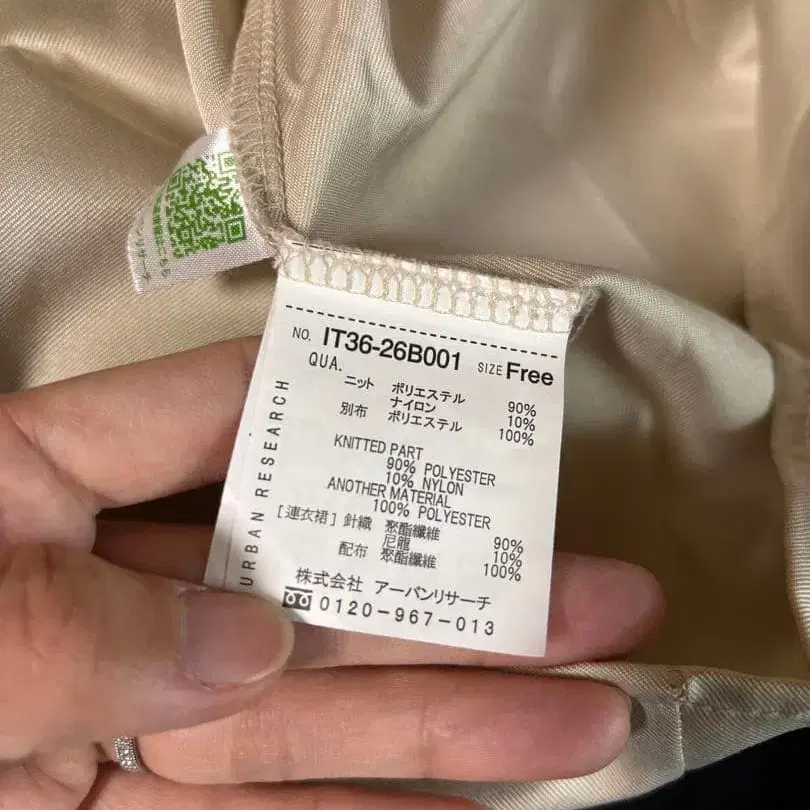 NO. IT36-26B001 SIZE Free
QUA.
ニット ポリエステル 90%
ナイロン 10%
別布 ポリエステル 100%
KNITTED PART
90% POLYESTER
10% NYLON
ANOTHER MATERIAL
100% POLYESTER
[連衣裙] 針織 聚酯纖維 90%
尼龍 10%
配布 聚酯纖維 100%
株式会社 アーバンリサーチ
0120-967-013
URBAN RESEARCH